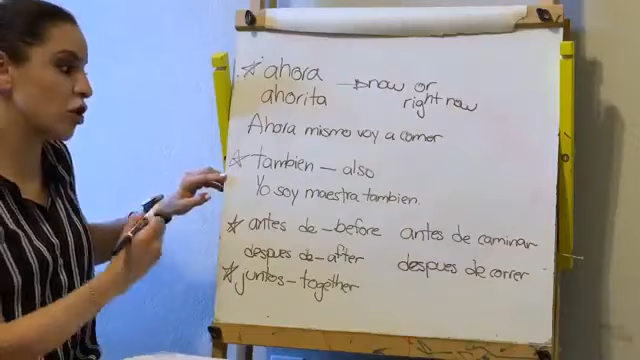 ☆ ahora → now or
ahorita right now
Ahora mismo voy a comer
☆ tambien – also
Yo soy maestra tambien.
☆ antes de – before antes de caminar
despues de – after despues de correr
☆ juntos – together